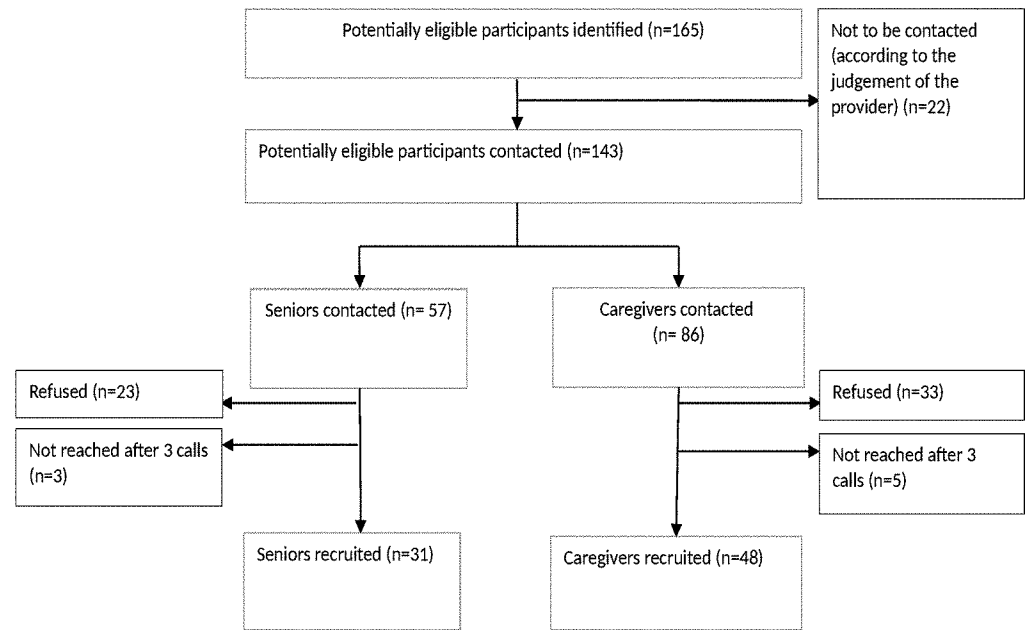 Potentially eligible participants identified (n=165)
Not to be contacted
(according to the
judgement of the
provider) (n=22)
Potentially eligible participants contacted (n=143)
Seniors contacted (n= 57)
Caregivers contacted
(n= 86)
Refused (n=23)
Refused (n=33)
Not reached after 3 calls
(n=3)
Not reached after 3
calls (n=5)
Seniors recruited (n=31)
Caregivers recruited (n=48)